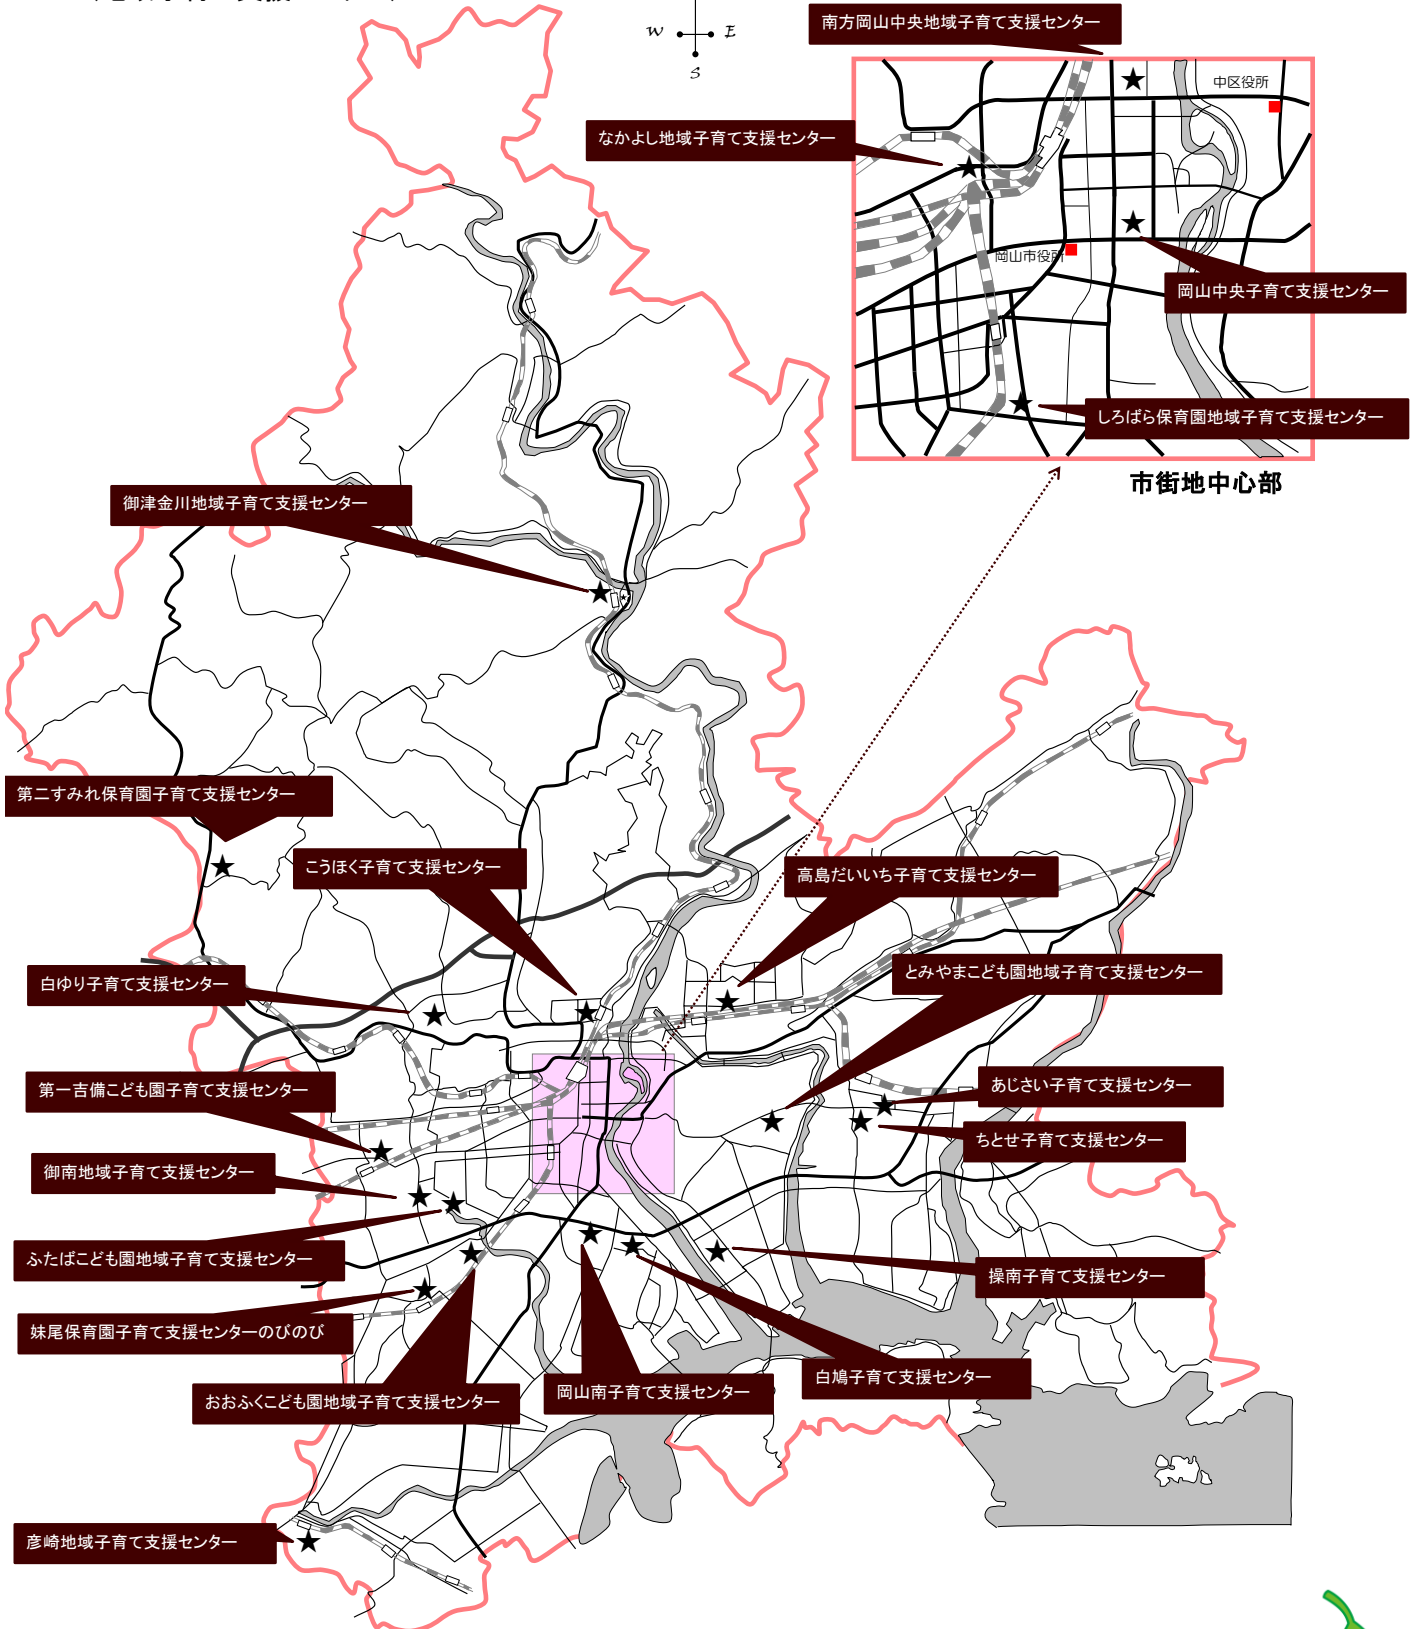 W
E
S
南方岡山中央地域子育て支援センター
中区役所
なかよし地域子育て支援センター
岡山市役所
岡山中央子育て支援センター
しろばら保育園地域子育て支援センター
市街地中心部
御津金川地域子育て支援センター
第二すみれ保育園子育て支援センター
こうほく子育て支援センター
高島だいいち子育て支援センター
とみやまこども園地域子育て支援センター
白ゆり子育て支援センター
あじさい子育て支援センター
第一吉備こども園子育て支援センター
ちとせ子育て支援センター
御南地域子育て支援センター
ふたばこども園地域子育て支援センター
操南子育て支援センター
妹尾保育園子育て支援センターのびのび
白鳩子育て支援センター
岡山南子育て支援センター
おおふくこども園地域子育て支援センター
彦崎地域子育て支援センター